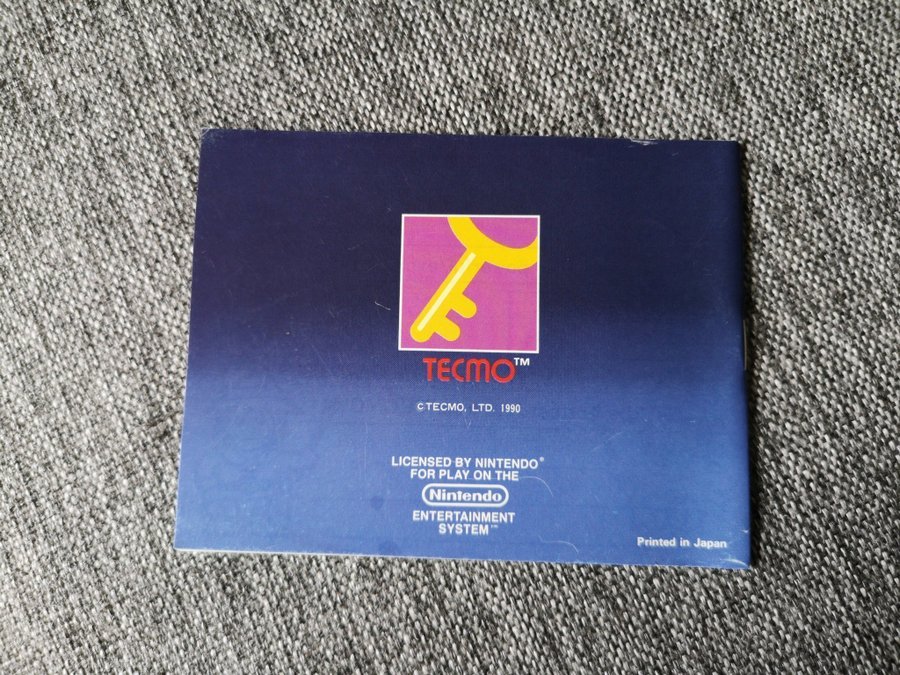 TECMO™
© TECMO, LTD. 1990
LICENSED BY NINTENDO®
FOR PLAY ON THE
Nintendo
ENTERTAINMENT
SYSTEM™
Printed in Japan